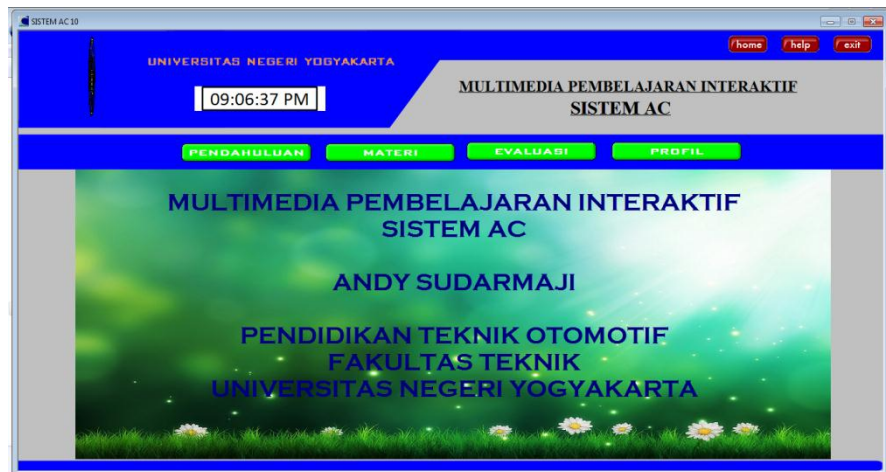 SISTEM AC 10
home help exit
UNIVERSITAS NEGERI YOGYAKARTA
09:06:37 PM
MULTIMEDIA PEMBELAJARAN INTERAKTIF
SISTEM AC
PENDAHULUAN MATERI EVALUASI PROFIL
MULTIMEDIA PEMBELAJARAN INTERAKTIF
SISTEM AC
ANDY SUDARMAJI
PENDIDIKAN TEKNIK OTOMOTIF
FAKULTAS TEKNIK
UNIVERSITAS NEGERI YOGYAKARTA